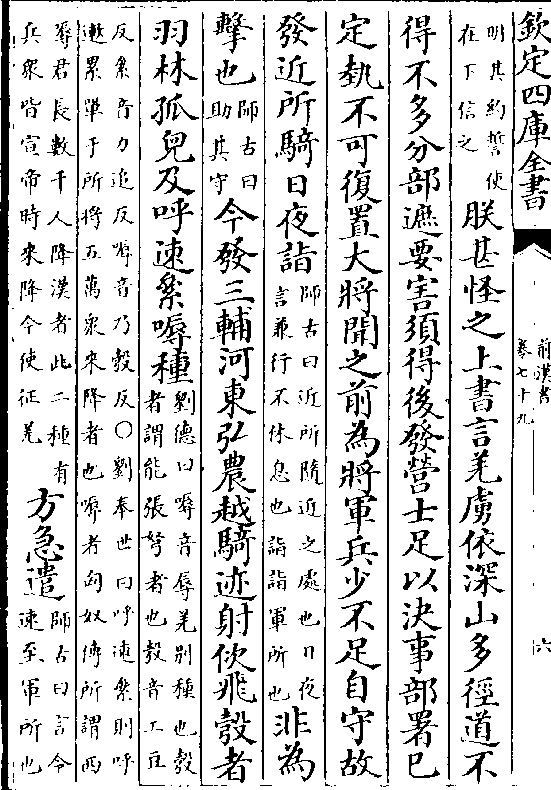 欽定四庫全書
前漢書
卷七十九
六
明其約誓使
在下信之
朕甚怪之上書言羌虜依深山多徑道不
得不多分部遮要害須得後發營士足以決事部署已
定埶不可復置大將聞之前為將軍兵少不足自守故
發近所騎日夜詣
師古曰近所隨近之處也日夜
言兼行不休息也詣詣軍所也
非為
擊也
師古曰
助其守
今發三輔河東弘農越騎迹射佽飛彀者
羽林孤兒及呼速絫嗕種
劉德曰嗕音辱羌別種也彀
者謂能張弩者也彀音工豆
反絫音力追反嗕音乃彀反〇劉奉世曰呼速絫則呼
遬累單于所將五萬衆來降者也嗕者匈奴傳所謂西
嗕君長數千人降漢者此二種有
兵衆皆宣帝時來降今使征羌
方急遣
師古曰言今
速至軍所也